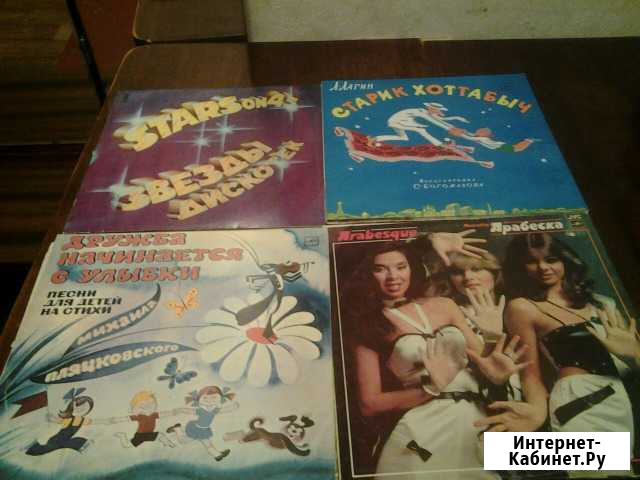 STARS on 45
ЗВЕЗДЫ
ДИСКОТЕК
Л.ЛАГИН
СТАРИК ХОТТАБЫЧ
С.БОГОМАЗОВА
ДРУЖБА
НАЧИНАЕТСЯ
С УЛЫБКИ
ПЕСНИ
ДЛЯ ДЕТЕЙ
НА СТИХИ
МИХАИЛА
ПЛЯЦКОВСКОГО
Arabesque
Арабеска
Интернет-
Кабинет.Ру